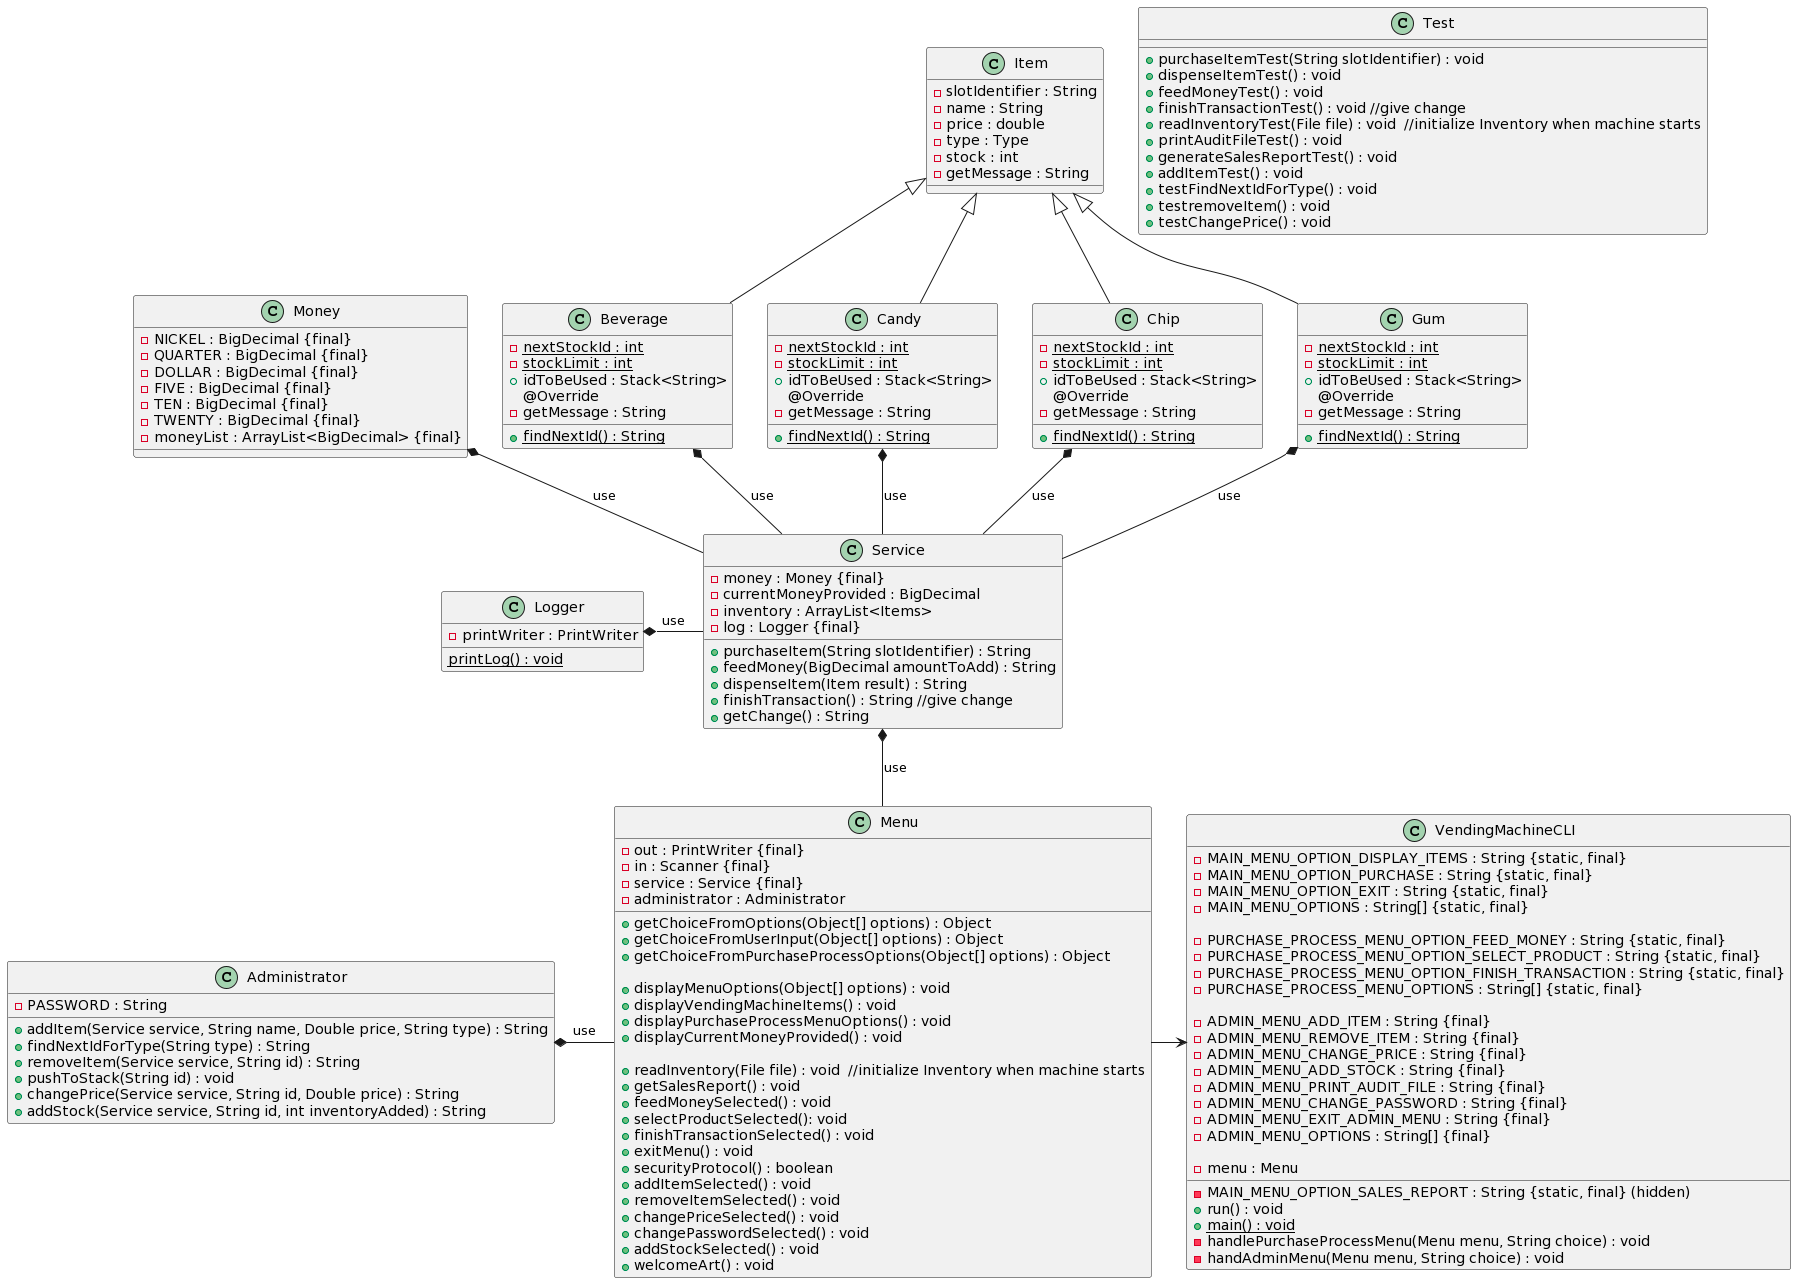 C Item
slotIdentifier : String
name : String
price : double
type : Type
stock : int
getMessage : String
C Test
purchaseItemTest(String slotIdentifier) : void
dispenseItemTest() : void
feedMoneyTest() : void
finishTransactionTest() : void //give change
readInventoryTest(File file) : void  //initialize Inventory when machine starts
printAuditFileTest() : void
generateSalesReportTest() : void
addItemTest() : void
testFindNextIdForType() : void
testremoveItem() : void
testChangePrice() : void
C Money
NICKEL : BigDecimal {final}
QUARTER : BigDecimal {final}
DOLLAR : BigDecimal {final}
FIVE : BigDecimal {final}
TEN : BigDecimal {final}
TWENTY : BigDecimal {final}
moneyList : ArrayList<BigDecimal> {final}
C Beverage
nextStockId : int
stockLimit : int
idToBeUsed : Stack<String>
@Override
getMessage : String
findNextId() : String
C Candy
nextStockId : int
stockLimit : int
idToBeUsed : Stack<String>
@Override
getMessage : String
findNextId() : String
C Chip
nextStockId : int
stockLimit : int
idToBeUsed : Stack<String>
@Override
getMessage : String
findNextId() : String
C Gum
nextStockId : int
stockLimit : int
idToBeUsed : Stack<String>
@Override
getMessage : String
findNextId() : String
use
use
use
use
use
C Service
money : Money {final}
currentMoneyProvided : BigDecimal
inventory : ArrayList<Items>
log : Logger {final}
purchaseItem(String slotIdentifier) : String
feedMoney(BigDecimal amountToAdd) : String
dispenseItem(Item result) : String
finishTransaction() : String //give change
getChange() : String
C Logger
printWriter : PrintWriter
printLog() : void
use
use
C Menu
out : PrintWriter {final}
in : Scanner {final}
service : Service {final}
administrator : Administrator
getChoiceFromOptions(Object[] options) : Object
getChoiceFromUserInput(Object[] options) : Object
getChoiceFromPurchaseProcessOptions(Object[] options) : Object
displayMenuOptions(Object[] options) : void
displayVendingMachineItems() : void
displayPurchaseProcessMenuOptions() : void
displayCurrentMoneyProvided() : void
readInventory(File file) : void  //initialize Inventory when machine starts
getSalesReport() : void
feedMoneySelected() : void
selectProductSelected(): void
finishTransactionSelected() : void
exitMenu() : void
securityProtocol() : boolean
addItemSelected() : void
removeItemSelected() : void
changePriceSelected() : void
changePasswordSelected() : void
addStockSelected() : void
welcomeArt() : void
C VendingMachineCLI
MAIN_MENU_OPTION_DISPLAY_ITEMS : String {static, final}
MAIN_MENU_OPTION_PURCHASE : String {static, final}
MAIN_MENU_OPTION_EXIT : String {static, final}
MAIN_MENU_OPTIONS : String[] {static, final}
PURCHASE_PROCESS_MENU_OPTION_FEED_MONEY : String {static, final}
PURCHASE_PROCESS_MENU_OPTION_SELECT_PRODUCT : String {static, final}
PURCHASE_PROCESS_MENU_OPTION_FINISH_TRANSACTION : String {static, final}
PURCHASE_PROCESS_MENU_OPTIONS : String[] {static, final}
ADMIN_MENU_ADD_ITEM : String {final}
ADMIN_MENU_REMOVE_ITEM : String {final}
ADMIN_MENU_CHANGE_PRICE : String {final}
ADMIN_MENU_ADD_STOCK : String {final}
ADMIN_MENU_PRINT_AUDIT_FILE : String {final}
ADMIN_MENU_CHANGE_PASSWORD : String {final}
ADMIN_MENU_EXIT_ADMIN_MENU : String {final}
ADMIN_MENU_OPTIONS : String[] {final}
menu : Menu
MAIN_MENU_OPTION_SALES_REPORT : String {static, final} (hidden)
run() : void
main() : void
handlePurchaseProcessMenu(Menu menu, String choice) : void
handAdminMenu(Menu menu, String choice) : void
C Administrator
PASSWORD : String
addItem(Service service, String name, Double price, String type) : String
findNextIdForType(String type) : String
removeItem(Service service, String id) : String
pushToStack(String id) : void
changePrice(Service service, String id, Double price) : String
addStock(Service service, String id, int inventoryAdded) : String
use